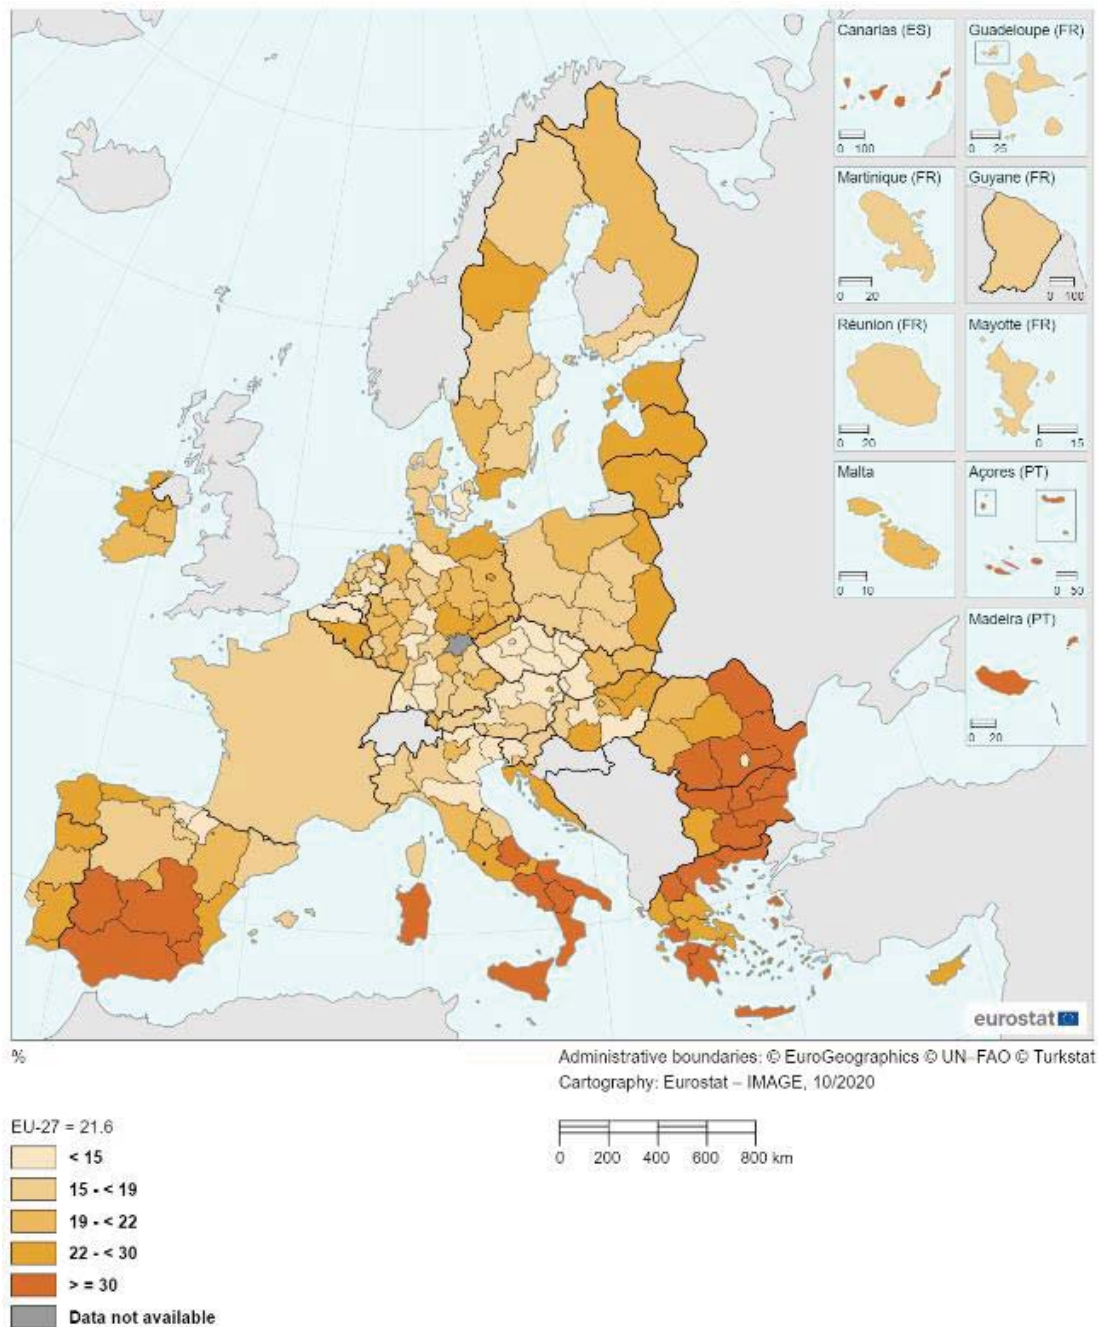 Canarias (ES)
0 100
Guadeloupe (FR)
0 25
Martinique (FR)
0 20
Guyane (FR)
0 100
Réunion (FR)
0 20
Mayotte (FR)
0 15
Malta
0 10
Açores (PT)
0 50
Madeira (PT)
0 20
eurostat
%
Administrative boundaries: © EuroGeographics © UN–FAO © Turkstat
Cartography: Eurostat – IMAGE, 10/2020
EU-27 = 21.6
< 15
15 - < 19
19 - < 22
22 - < 30
> = 30
Data not available
0 200 400 600 800 km